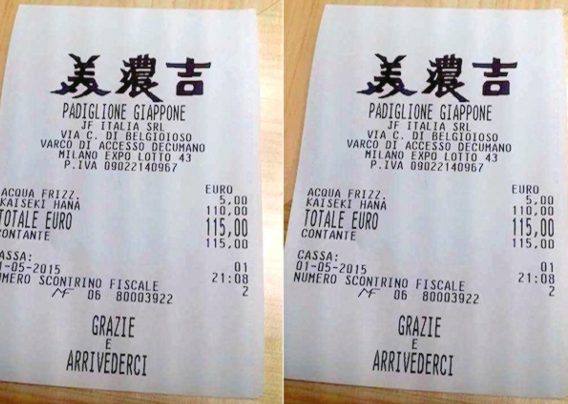 美濃吉
PADIGLIONE GIAPPONE
JF ITALIA SRL
VIA C. DI BELGIOIOSO
VARCO DI ACCESSO DECUMANO
MILANO EXPO LOTTO 43
P.IVA 09022140967
EURO
ACQUA FRIZZ. 5,00
KAISEKI HANA 110,00
TOTALE EURO 115,00
CONTANTE 115,00
CASSA: 01
01-05-2015 21:08
NUMERO SCONTRINO FISCALE 2
MF 06 80003922
GRAZIE
E
ARRIVEDERCI
美濃吉
PADIGLIONE GIAPPONE
JF ITALIA SRL
VIA C. DI BELGIOIOSO
VARCO DI ACCESSO DECUMANO
MILANO EXPO LOTTO 43
P.IVA 09022140967
EURO
ACQUA FRIZZ. 5,00
KAISEKI HANA 110,00
TOTALE EURO 115,00
CONTANTE 115,00
CASSA: 01
01-05-2015 21:08
NUMERO SCONTRINO FISCALE 2
MF 06 80003922
GRAZIE
E
ARRIVEDERCI